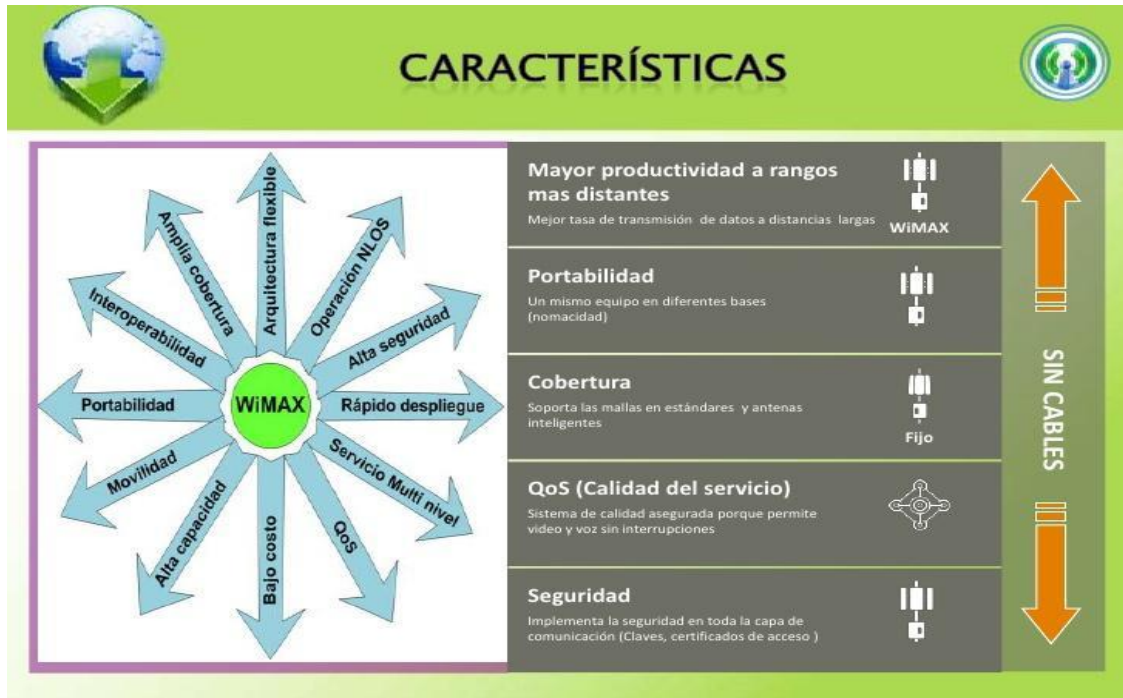 CARACTERÍSTICAS
Arquitectura flexible
Operación NLOS
Alta seguridad
Rápido despliegue
Servicio Multi nivel
QoS
Bajo costo
Alta capacidad
Movilidad
Portabilidad
Interoperabilidad
Amplia cobertura
WiMAX
Mayor productividad a rangos
mas distantes
Mejor tasa de transmisión de datos a distancias largas
WiMAX
Portabilidad
Un mismo equipo en diferentes bases
(nomacidad)
Cobertura
Soporta las mallas en estándares y antenas
inteligentes
Fijo
QoS (Calidad del servicio)
Sistema de calidad asegurada porque permite
video y voz sin interrupciones
Seguridad
Implementa la seguridad en toda la capa de
comunicación (Claves, certificados de acceso )
SIN CABLES